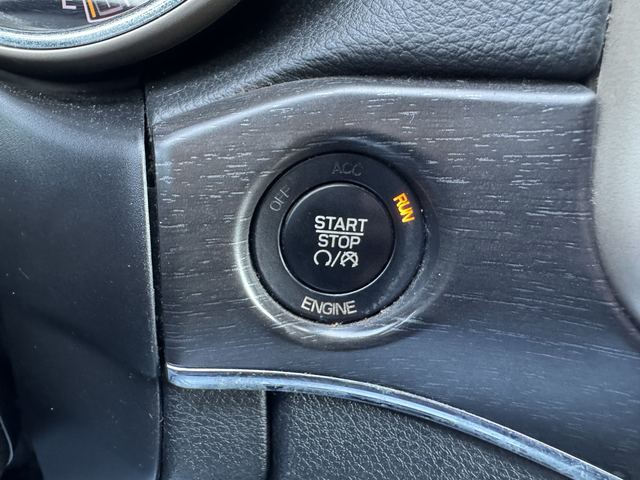 E
ACC
OFF
RUN
START
STOP
ENGINE